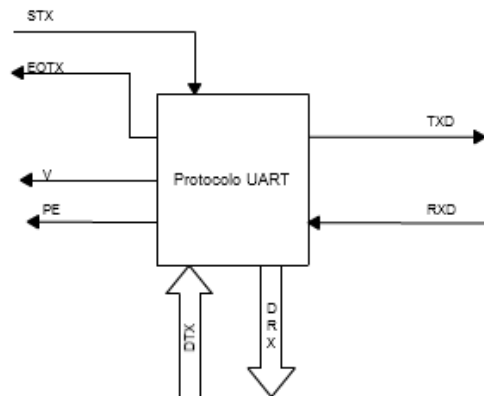 STX
EOTX
TXD
Protocolo UART
V
PE
RXD
DTX
DRX